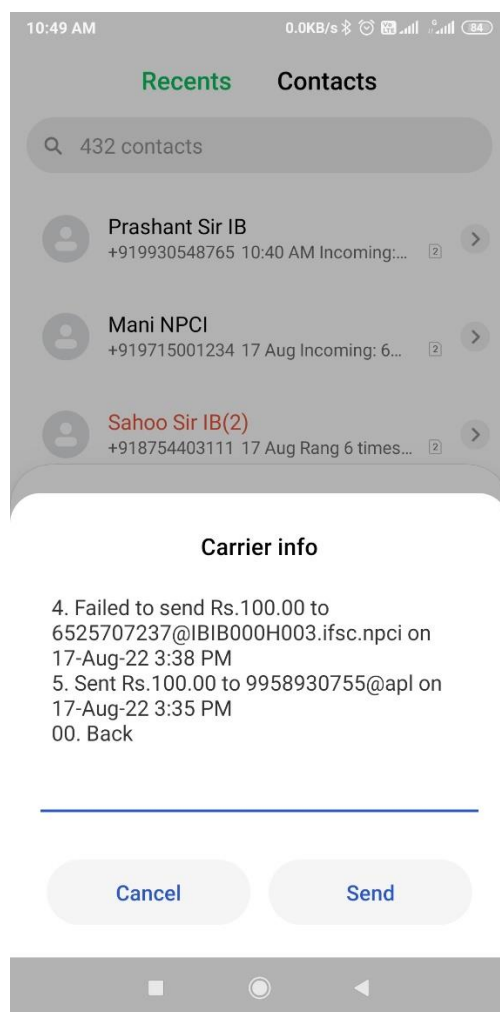 10:49 AM 0.0KB/s 84
Recents Contacts
432 contacts
Prashant Sir IB
+919930548765 10:40 AM Incoming:... 2
Mani NPCI
+919715001234 17 Aug Incoming: 6... 2
Sahoo Sir IB(2)
+918754403111 17 Aug Rang 6 times... 2
Carrier info
4. Failed to send Rs.100.00 to
6525707237@IBIB000H003.ifsc.npci on
17-Aug-22 3:38 PM
5. Sent Rs.100.00 to 9958930755@apl on
17-Aug-22 3:35 PM
00. Back
Cancel Send